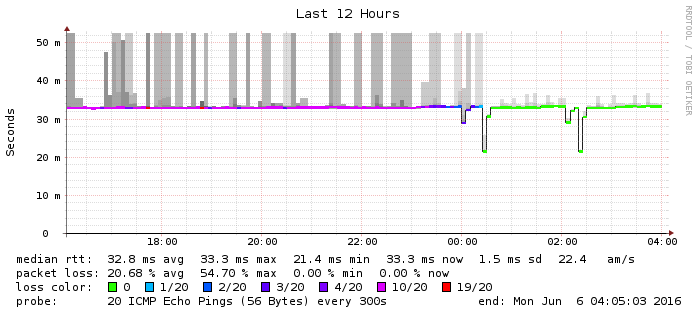 Last 12 Hours
RRDTOOL / TOBI OETIKER
Seconds
50 m
40 m
30 m
20 m
10 m
0
18:00 20:00 22:00 00:00 02:00 04:00
median rtt: 32.8 ms avg 33.3 ms max 21.4 ms min 33.3 ms now 1.5 ms sd 22.4 am/s
packet loss: 20.68 % avg 54.70 % max 0.00 % min 0.00 % now
loss color: 0 1/20 2/20 3/20 4/20 10/20 19/20
probe: 20 ICMP Echo Pings (56 Bytes) every 300s end: Mon Jun 6 04:05:03 2016